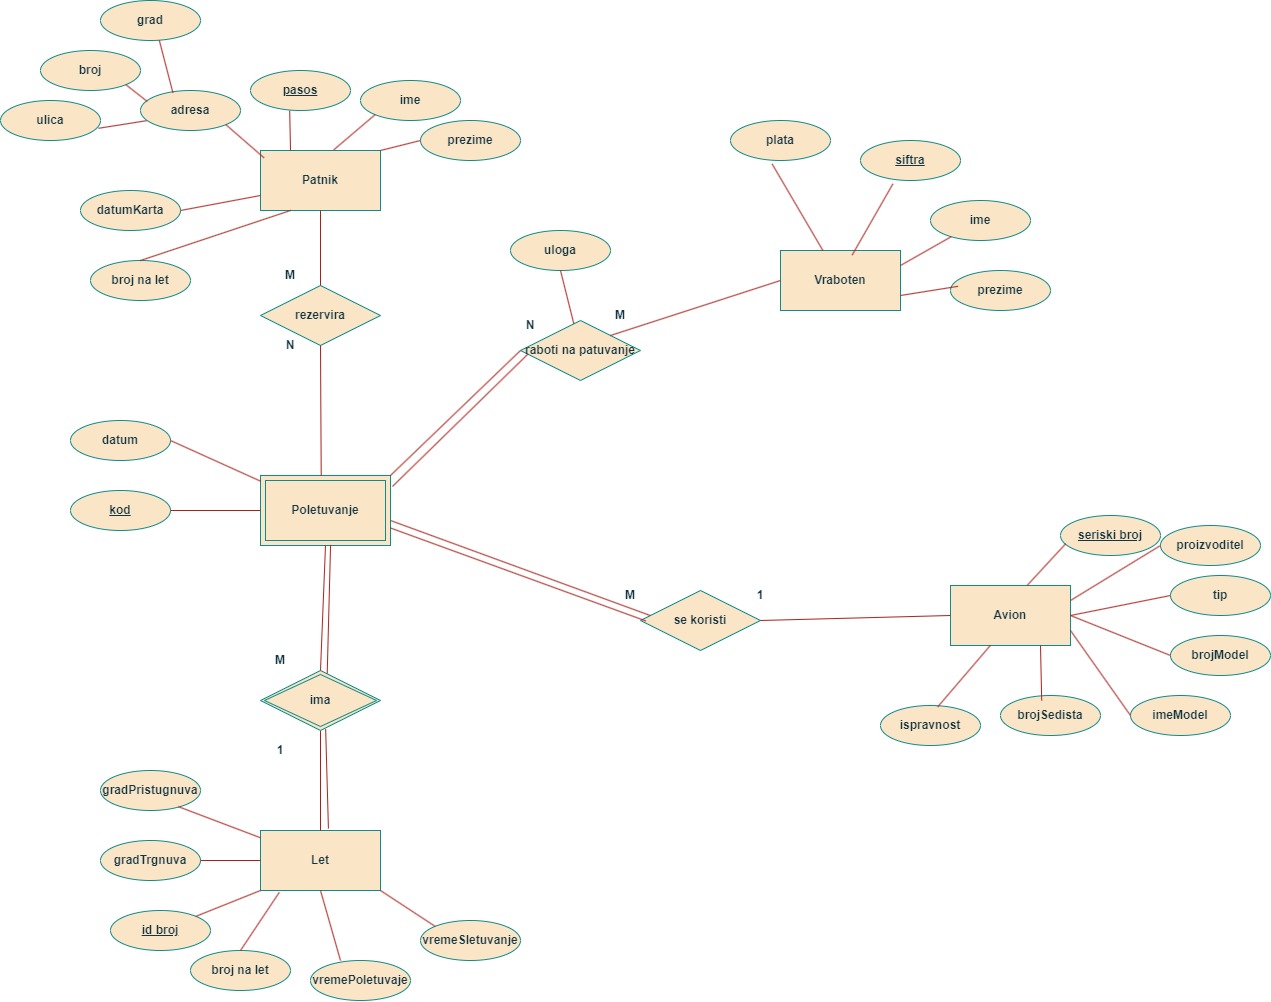 grad
broj
pasos
ime
ulica
adresa
prezime
plata
siftra
Patnik
datumKarta
ime
uloga
broj na let
M
Vraboten
prezime
rezervira
N
M
N
raboti na patuvanje
datum
kod
Poletuvanje
seriski broj
proizvoditel
M
1
tip
se koristi
Avion
brojModel
M
ima
ispravnost
brojSedista
imeModel
1
gradPristugnuva
gradTrgnuva
Let
id broj
vremeSletuvanje
broj na let
vremePoletuvaje